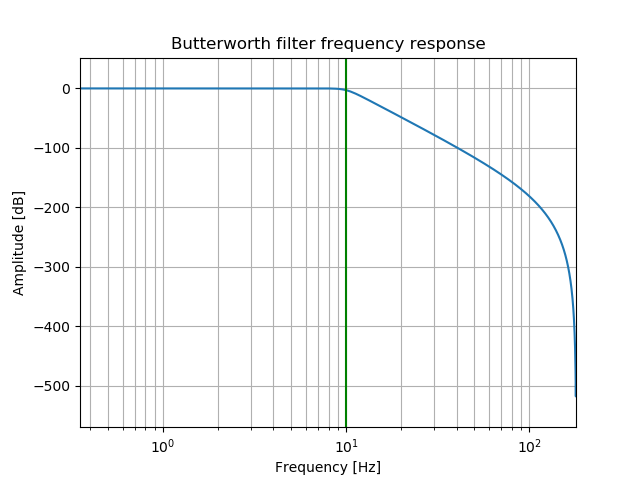 Butterworth filter frequency response
0
−100
−200
−300
−400
−500
Amplitude [dB]
10⁰ 10¹ 10²
Frequency [Hz]